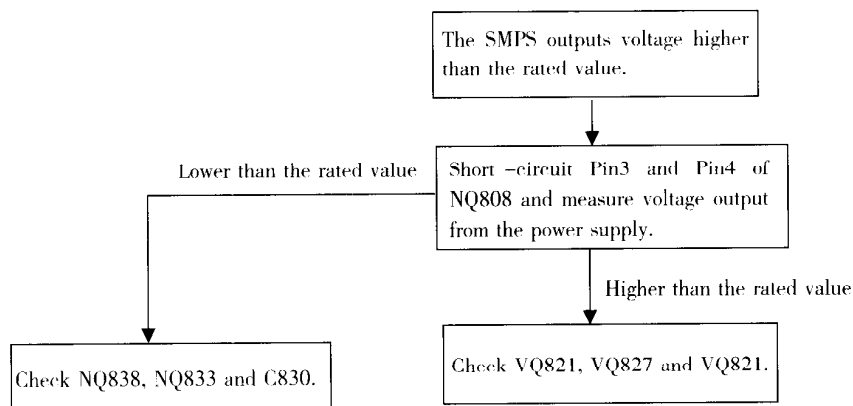 The SMPS outputs voltage higher
than the rated value.
Lower than the rated value
Short-circuit Pin3 and Pin4 of
NQ808 and measure voltage output
from the power supply.
Higher than the rated value
Check NQ838, NQ833 and C830.
Check VQ821, VQ827 and VQ821.